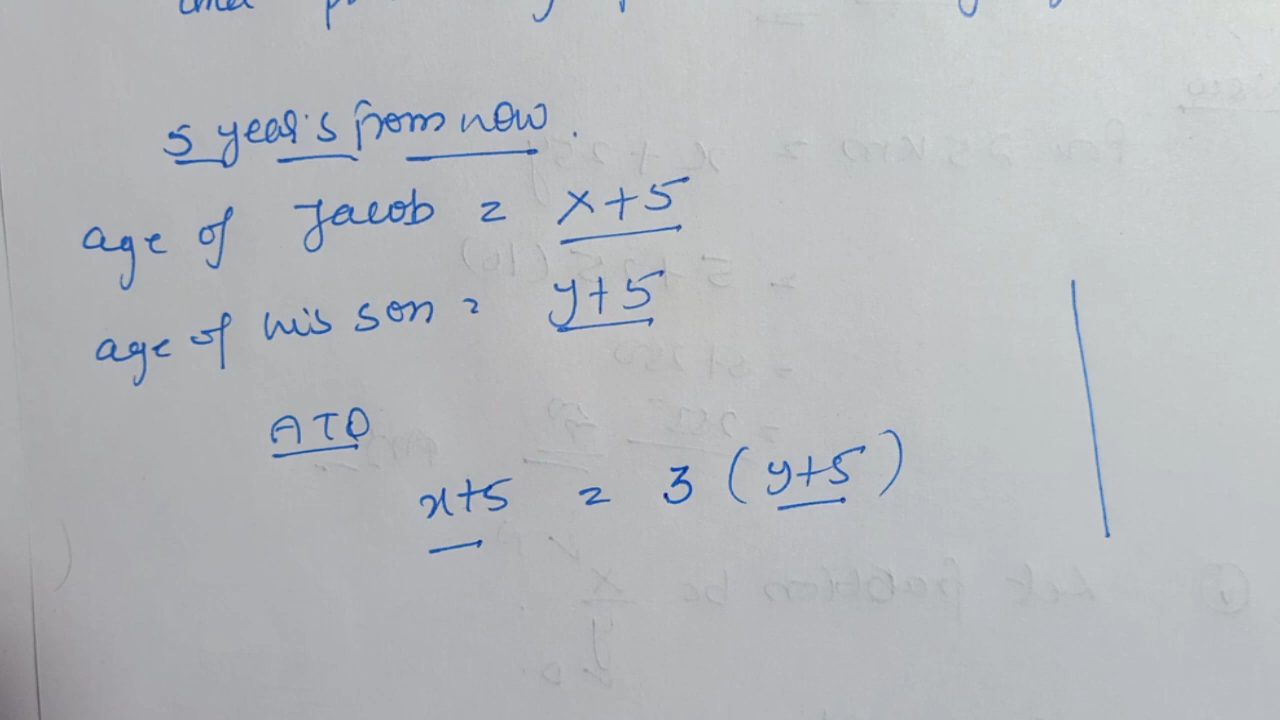 5 year's from now.
age of Jacob = x+5
age of his son = y+5
ATQ
x+5 = 3 (y+5)